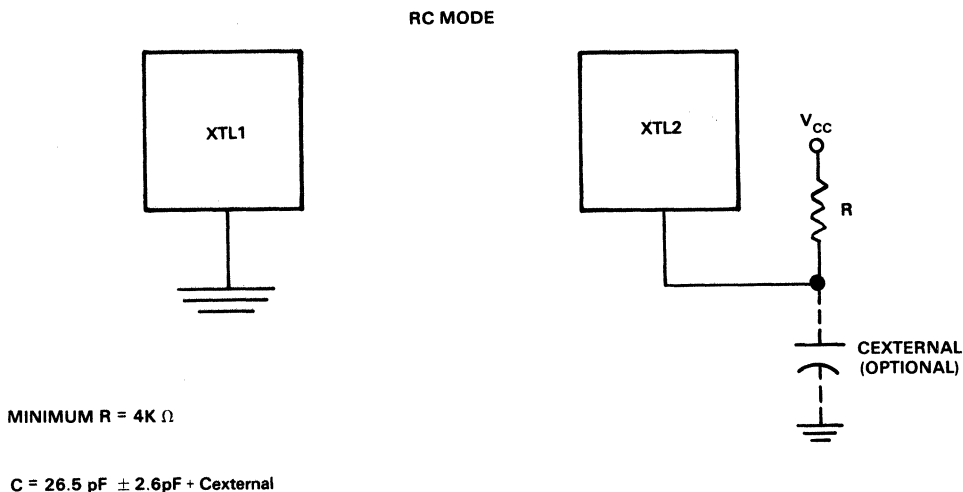 RC MODE
XTL1
XTL2
VCC
R
CEXTERNAL
(OPTIONAL)
MINIMUM R = 4K Ω
C = 26.5 pF ± 2.6pF + Cexternal